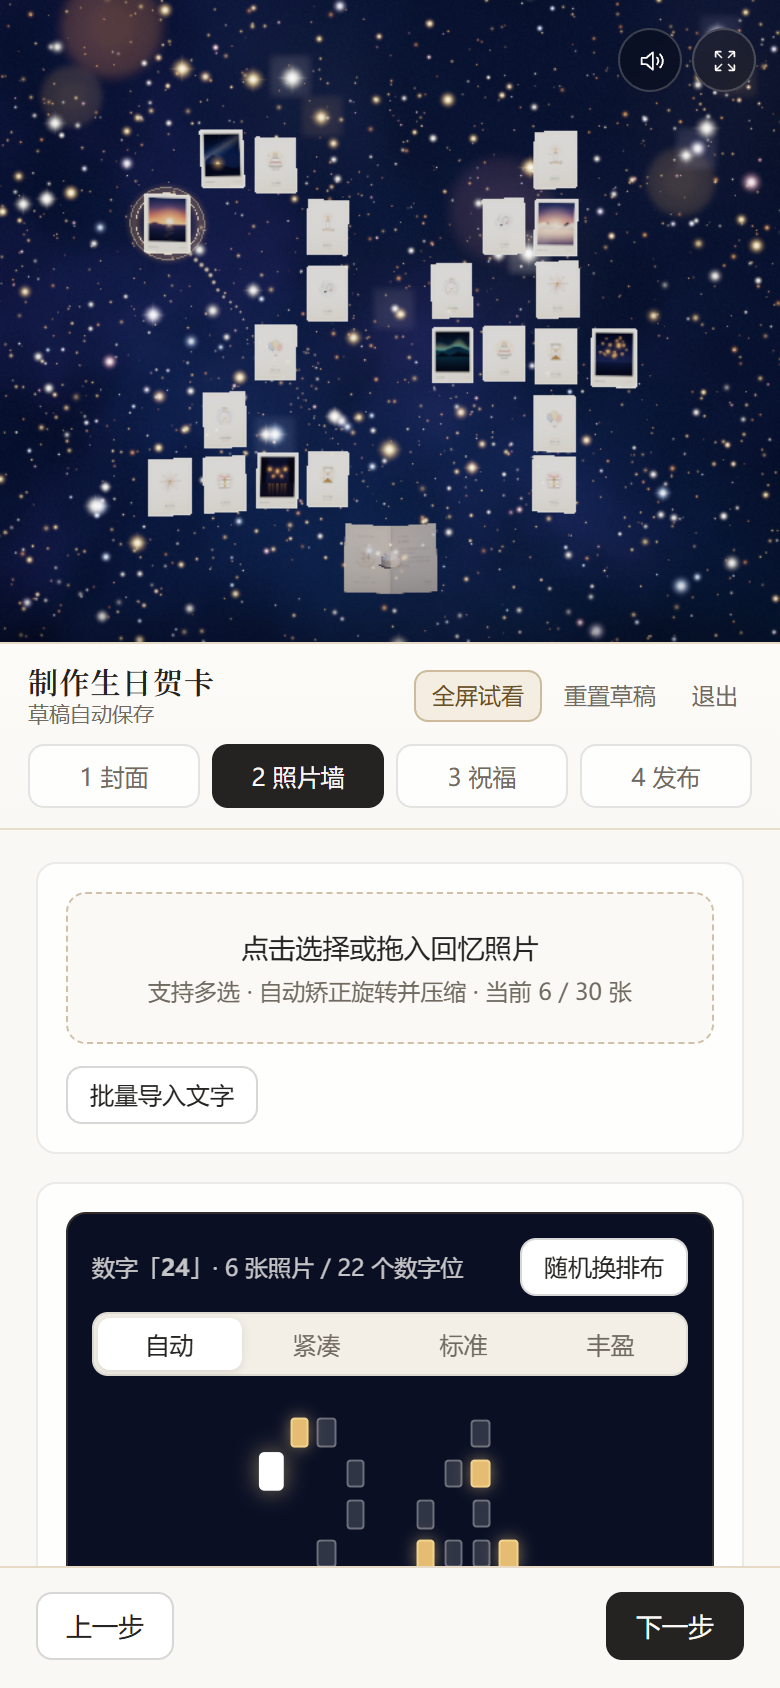 制作生日贺卡
草稿自动保存
全屏试看
重置草稿
退出
1 封面
2 照片墙
3 祝福
4 发布
点击选择或拖入回忆照片
支持多选 · 自动矫正旋转并压缩 · 当前 6 / 30 张
批量导入文字
数字「24」· 6 张照片 / 22 个数字位
随机换排布
自动
紧凑
标准
丰盈
上一步
下一步